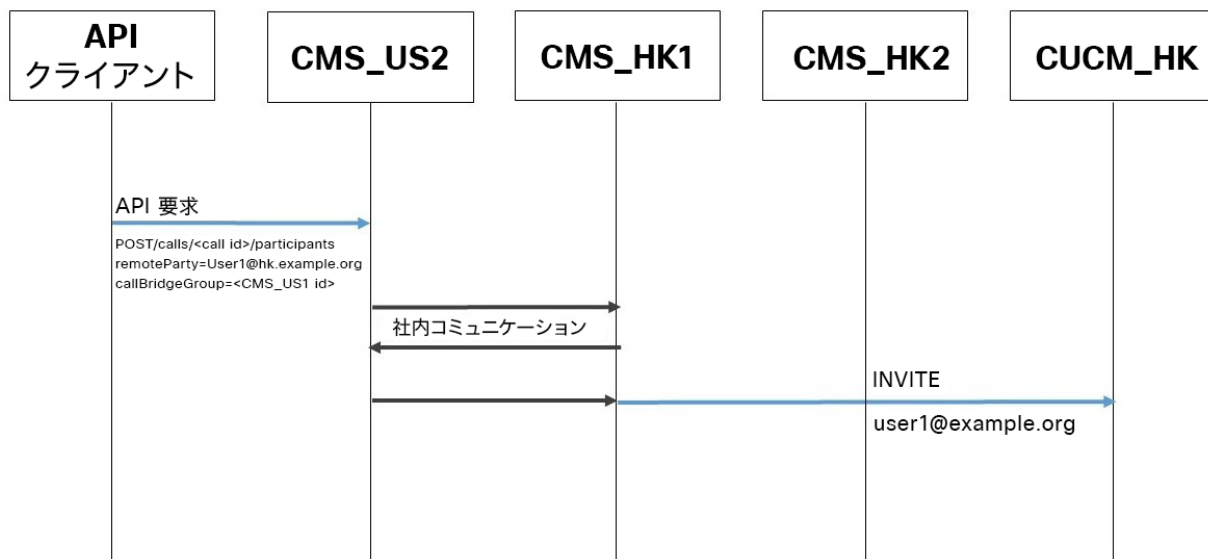 API
クライアント
CMS_US2
CMS_HK1
CMS_HK2
CUCM_HK
API 要求
POST/calls/<call id>/participants
remoteParty=User1@hk.example.org
callBridgeGroup=<CMS_US1 id>
社内コミュニケーション
INVITE
user1@example.org